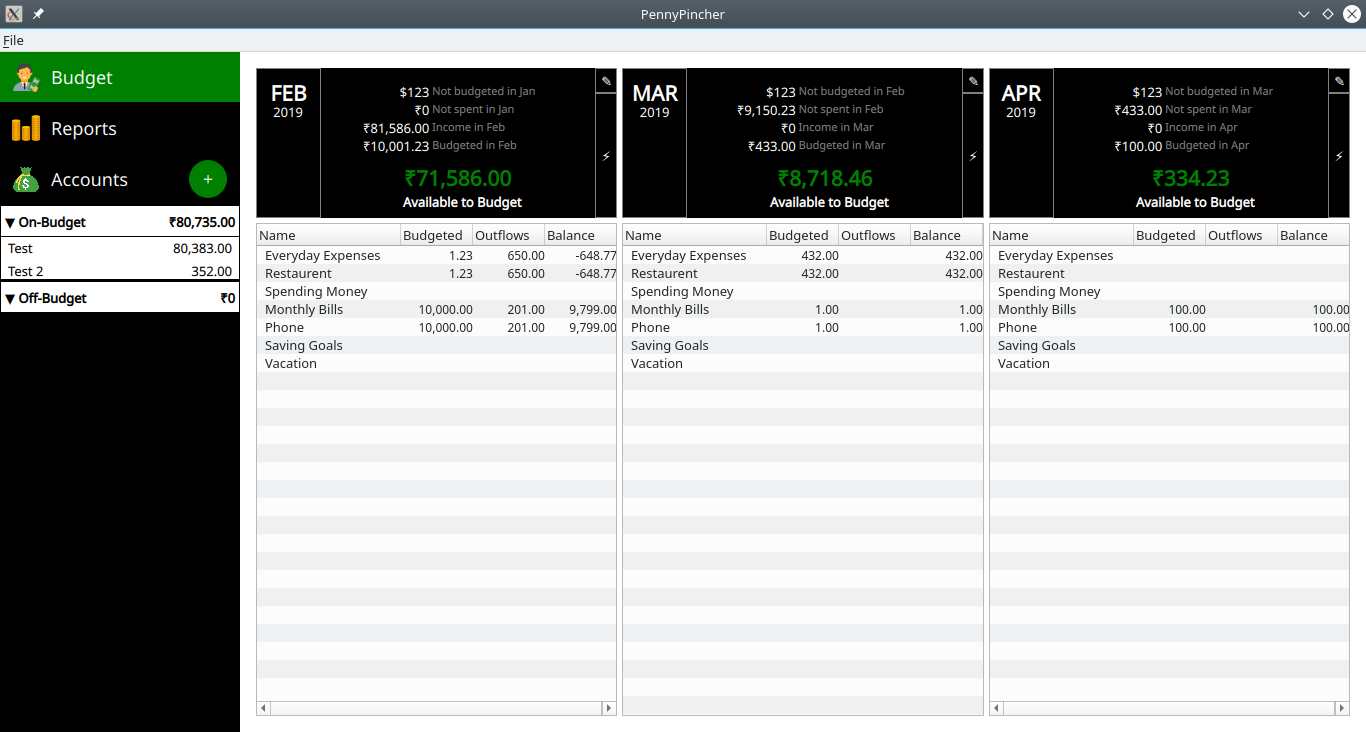 PennyPincher
File
Budget
Reports
Accounts +
▼ On-Budget ₹80,735.00
Test 80,383.00
Test 2 352.00
▼ Off-Budget ₹0
FEB
2019
$123 Not budgeted in Jan
₹0 Not spent in Jan
₹81,586.00 Income in Feb
₹10,001.23 Budgeted in Feb
₹71,586.00
Available to Budget
Name Budgeted Outflows Balance
Everyday Expenses 1.23 650.00 -648.77
Restaurent 1.23 650.00 -648.77
Spending Money
Monthly Bills 10,000.00 201.00 9,799.00
Phone 10,000.00 201.00 9,799.00
Saving Goals
Vacation
MAR
2019
$123 Not budgeted in Feb
₹9,150.23 Not spent in Feb
₹0 Income in Mar
₹433.00 Budgeted in Mar
₹8,718.46
Available to Budget
Name Budgeted Outflows Balance
Everyday Expenses 432.00 432.00
Restaurent 432.00 432.00
Spending Money
Monthly Bills 1.00 1.00
Phone 1.00 1.00
Saving Goals
Vacation
APR
2019
$123 Not budgeted in Mar
₹433.00 Not spent in Mar
₹0 Income in Apr
₹100.00 Budgeted in Apr
₹334.23
Available to Budget
Name Budgeted Outflows Balance
Everyday Expenses
Restaurent
Spending Money
Monthly Bills 100.00 100.00
Phone 100.00 100.00
Saving Goals
Vacation